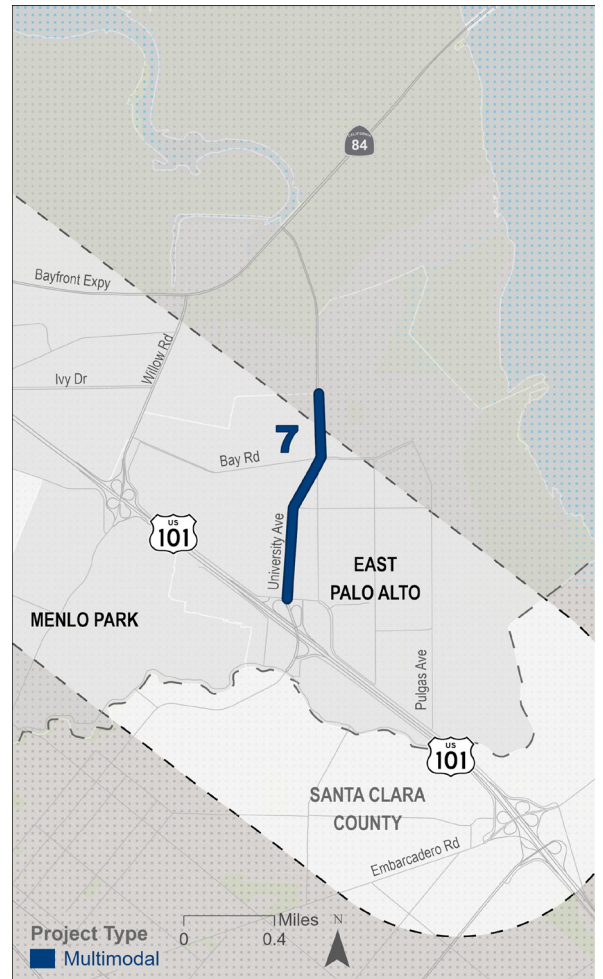 CALIFORNIA
84
Bayfront Expy
Willow Rd
Ivy Dr
7
Bay Rd
US
101
University Ave
EAST
PALO ALTO
MENLO PARK
Pulgas Ave
US
101
SANTA CLARA
COUNTY
Embarcadero Rd
Miles
N
0
0.4
Project Type
Multimodal